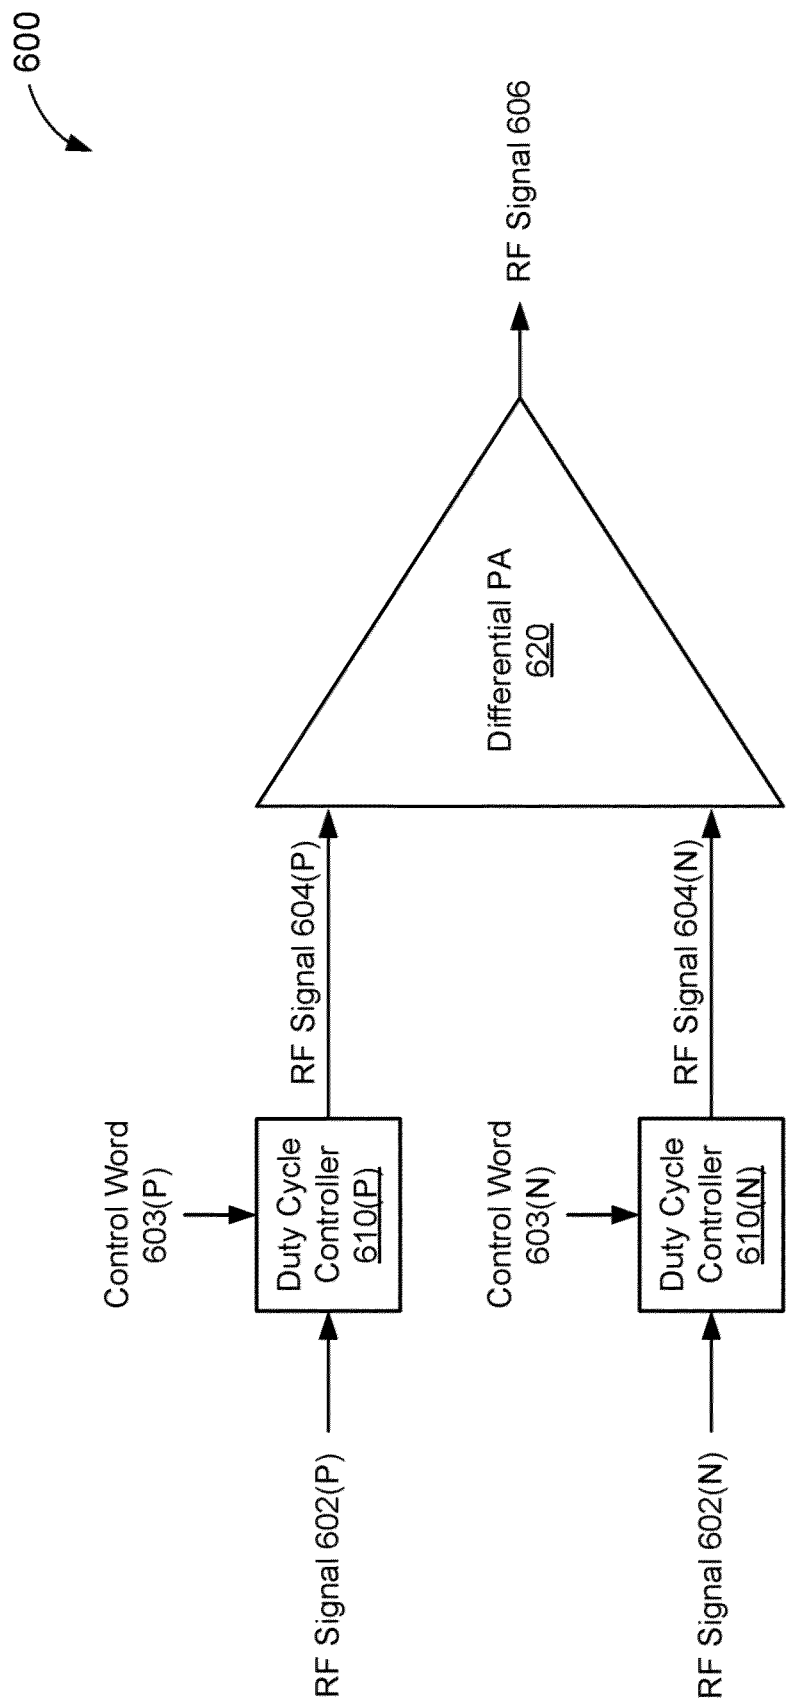 600
Control Word
603(P)
RF Signal 602(P)
Duty Cycle
Controller
610(P)
RF Signal 604(P)
Control Word
603(N)
RF Signal 602(N)
Duty Cycle
Controller
610(N)
RF Signal 604(N)
Differential PA
620
RF Signal 606